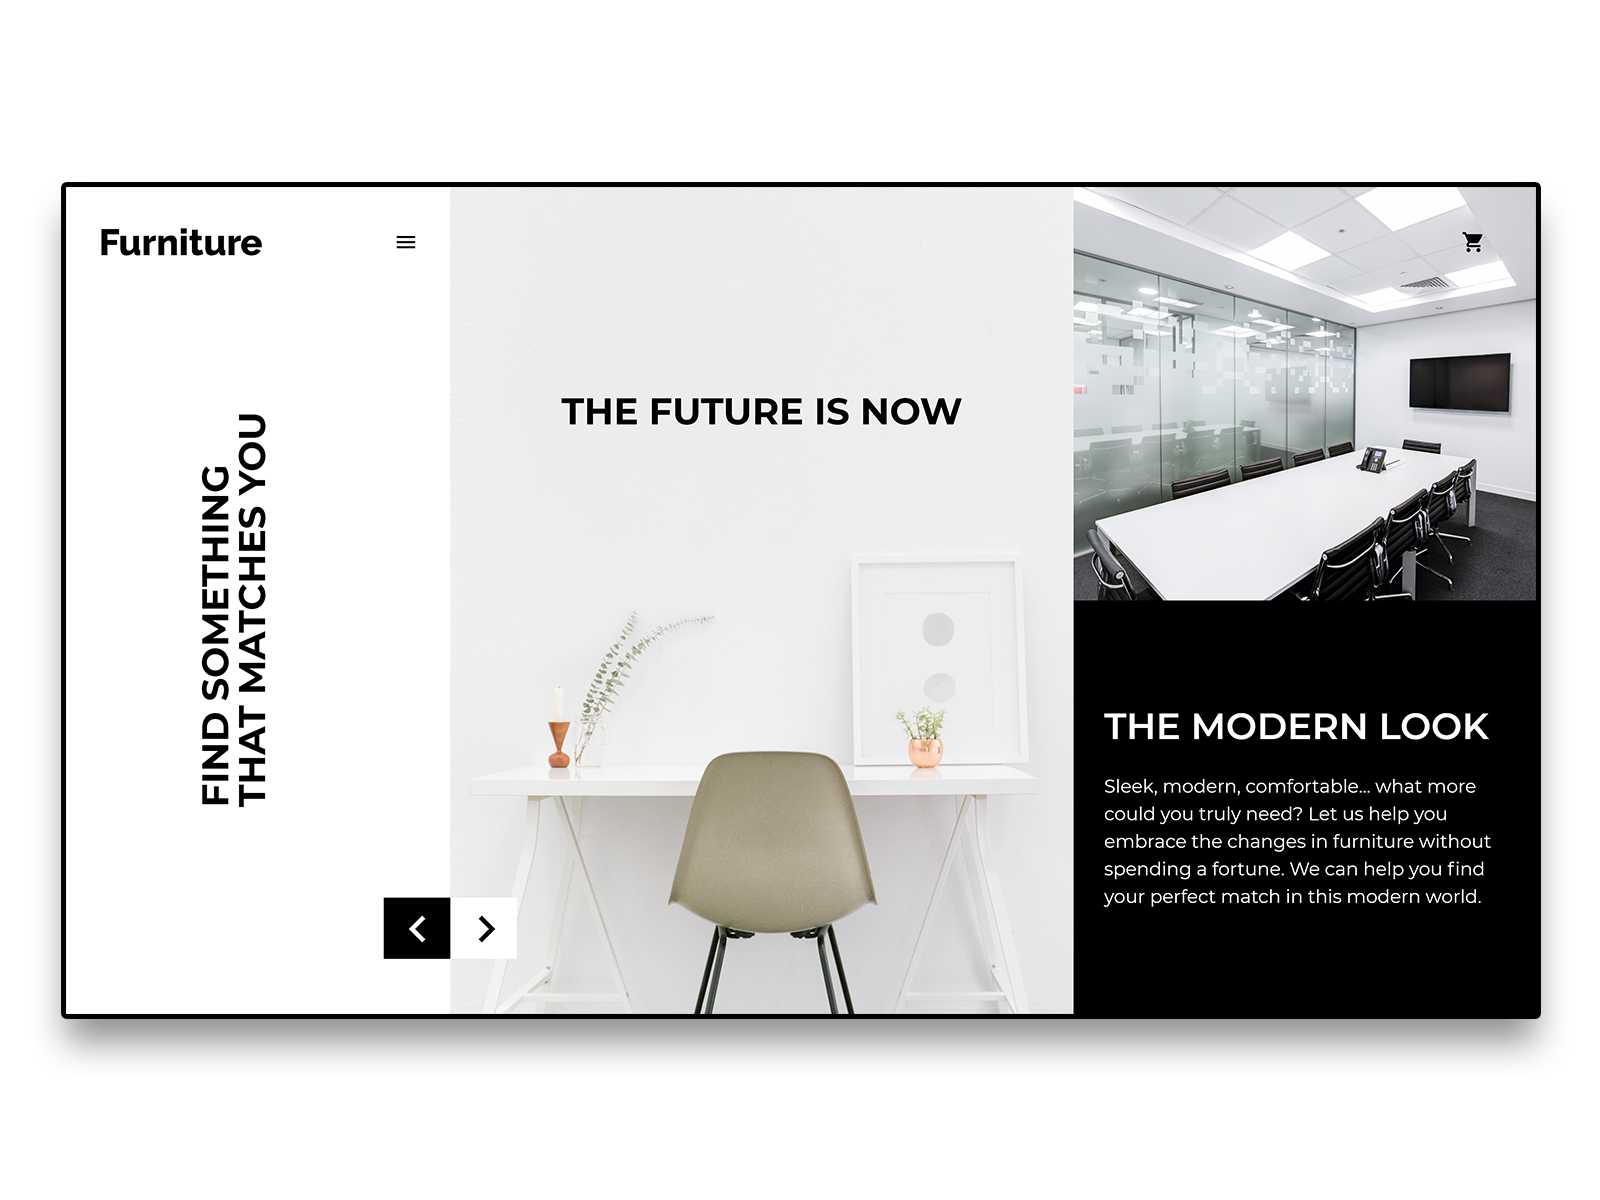 Furniture
FIND SOMETHING
THAT MATCHES YOU
THE FUTURE IS NOW
THE MODERN LOOK
Sleek, modern, comfortable... what more
could you truly need? Let us help you
embrace the changes in furniture without
spending a fortune. We can help you find
your perfect match in this modern world.